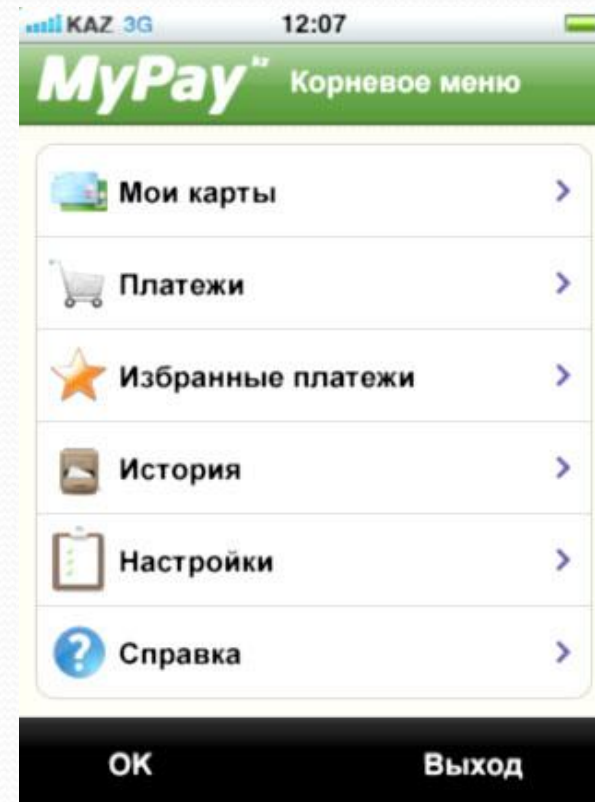 KAZ 3G 12:07
MyPay kz Корневое меню
Мои карты
Платежи
Избранные платежи
История
Настройки
Справка
OK Выход